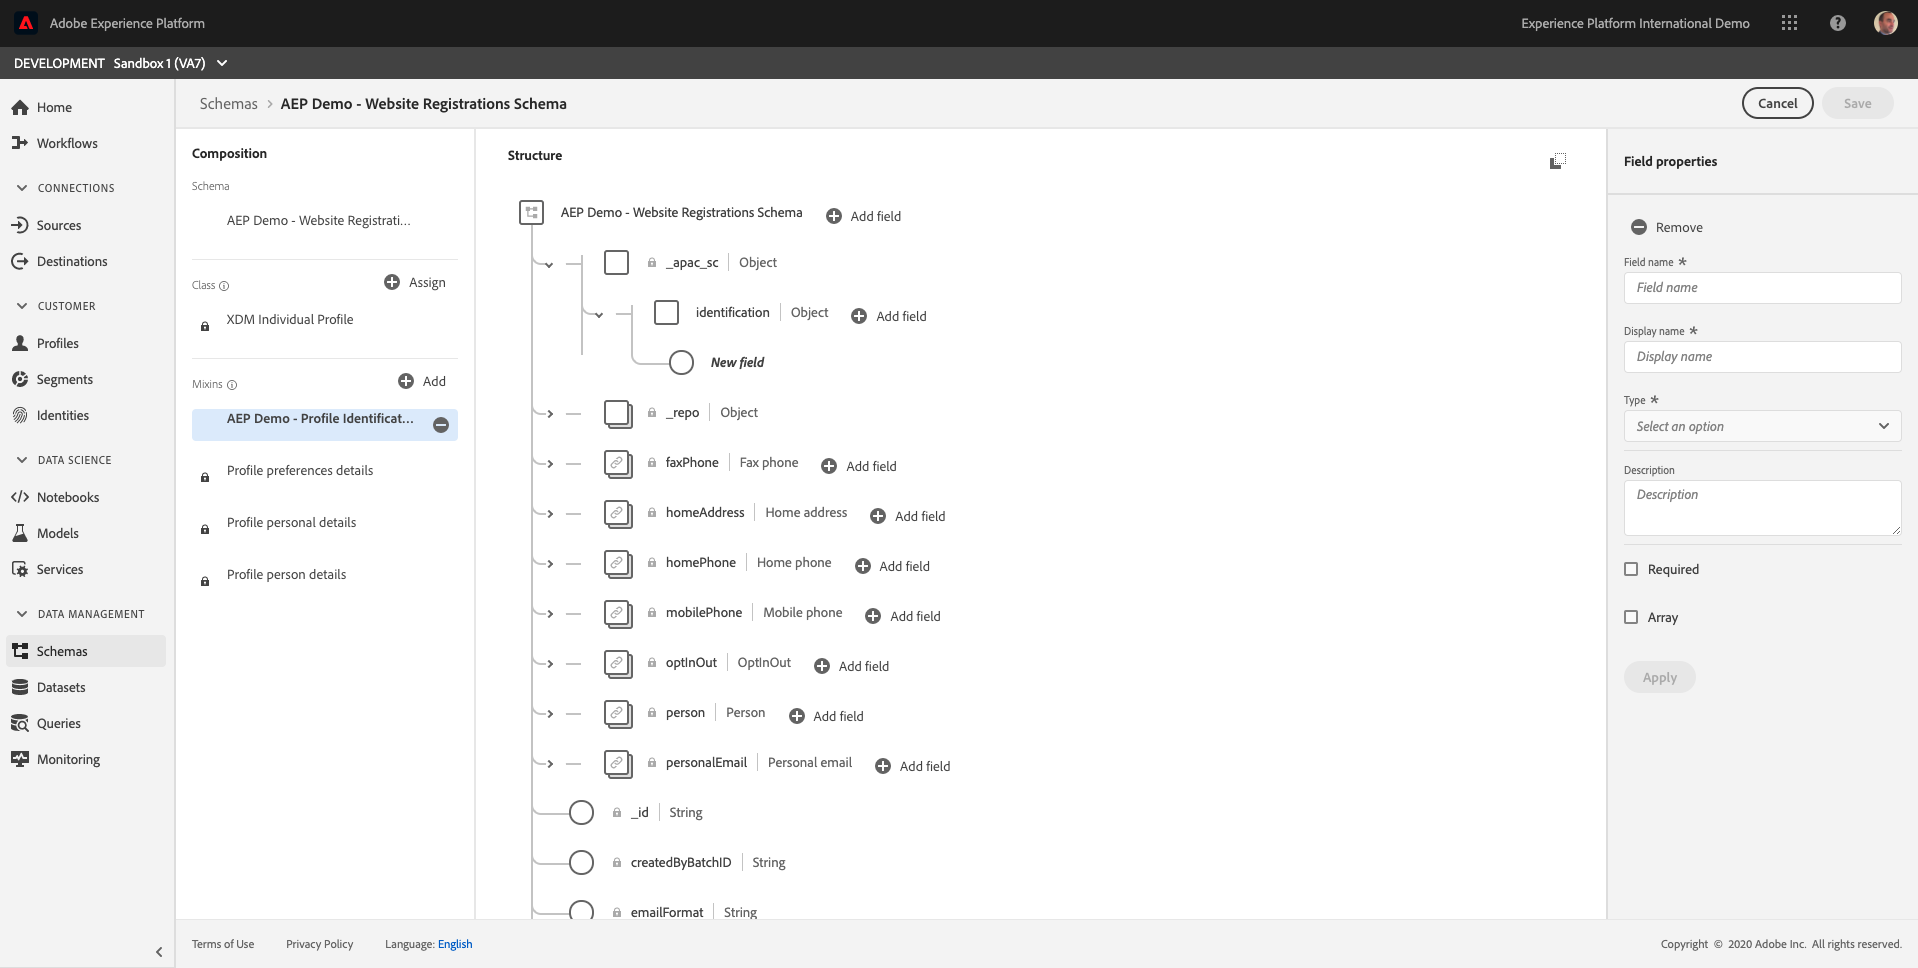 Adobe Experience Platform
Experience Platform International Demo
DEVELOPMENT Sandbox 1 (VA7)
Home
Workflows
CONNECTIONS
Sources
Destinations
CUSTOMER
Profiles
Segments
Identities
DATA SCIENCE
Notebooks
Models
Services
DATA MANAGEMENT
Schemas
Datasets
Queries
Monitoring
Schemas > AEP Demo - Website Registrations Schema
Cancel
Save
Composition
Schema
AEP Demo - Website Registrati...
Class
Assign
XDM Individual Profile
Mixins
Add
AEP Demo - Profile Identificat...
Profile preferences details
Profile personal details
Profile person details
Structure
AEP Demo - Website Registrations Schema Add field
_apac_sc Object
identification Object Add field
New field
_repo Object
faxPhone Fax phone Add field
homeAddress Home address Add field
homePhone Home phone Add field
mobilePhone Mobile phone Add field
optInOut OptInOut Add field
person Person Add field
personalEmail Personal email Add field
_id String
createdByBatchID String
emailFormat String
Field properties
Remove
Field name *
Field name
Display name *
Display name
Type *
Select an option
Description
Description
Required
Array
Apply
Terms of Use Privacy Policy Language: English
Copyright © 2020 Adobe Inc. All rights reserved.